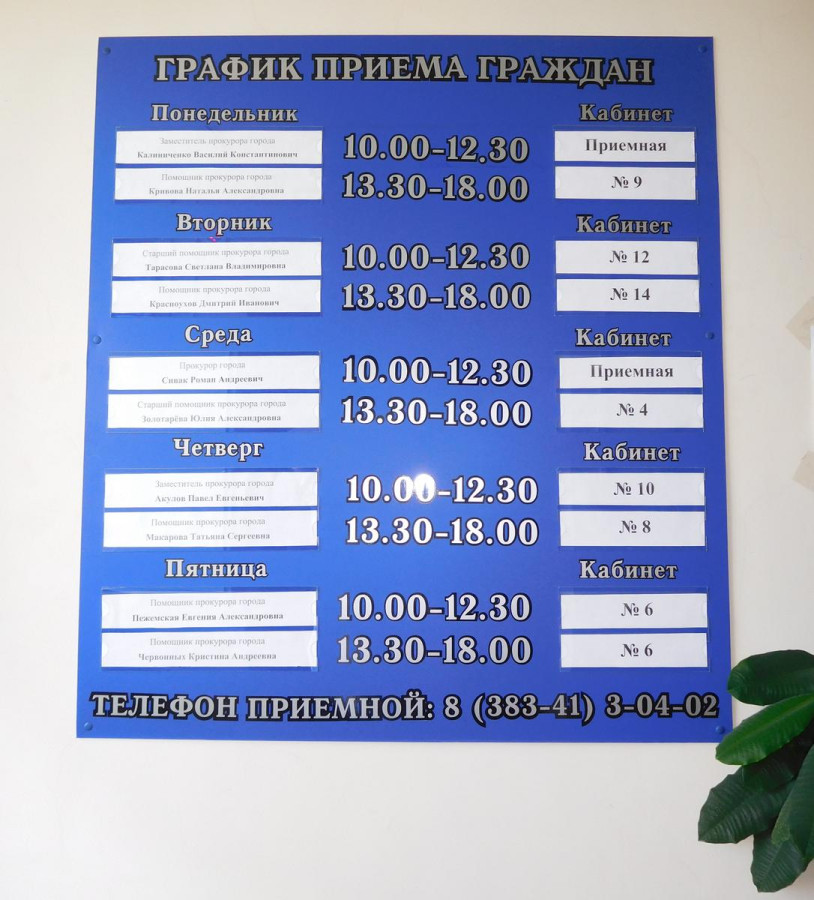 ГРАФИК ПРИЕМА ГРАЖДАН
Понедельник Кабинет
Заместитель прокурора города
Калиниченко Василий Константинович 10.00-12.30 Приемная
Помощник прокурора города
Кривова Наталья Александровна 13.30-18.00 № 9
Вторник Кабинет
Старший помощник прокурора города
Тарасова Светлана Владимировна 10.00-12.30 № 12
Помощник прокурора города
Красноухов Дмитрий Иванович 13.30-18.00 № 14
Среда Кабинет
Прокурор города
Сивак Роман Андреевич 10.00-12.30 Приемная
Старший помощник прокурора города
Золотарёва Юлия Александровна 13.30-18.00 № 4
Четверг Кабинет
Заместитель прокурора города
Акулов Павел Евгеньевич 10.00-12.30 № 10
Помощник прокурора города
Макарова Татьяна Сергеевна 13.30-18.00 № 8
Пятница Кабинет
Помощник прокурора города
Пежемская Евгения Александровна 10.00-12.30 № 6
Помощник прокурора города
Червонных Кристина Андреевна 13.30-18.00 № 6
ТЕЛЕФОН ПРИЕМНОЙ: 8 (383-41) 3-04-02